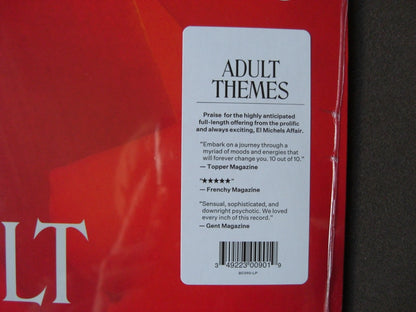 ADULT
THEMES
Praise for the highly anticipated
full-length offering from the prolific
and always exciting, El Michels Affair.
"Embark on a journey through a
myriad of moods and energies that
will forever change you. 10 out of 10."
— Topper Magazine
"★★★★★"
— Frenchy Magazine
"Sensual, sophisticated, and
downright psychotic. We loved
every inch of this record."
— Gent Magazine
3 49223 00901 9
LT